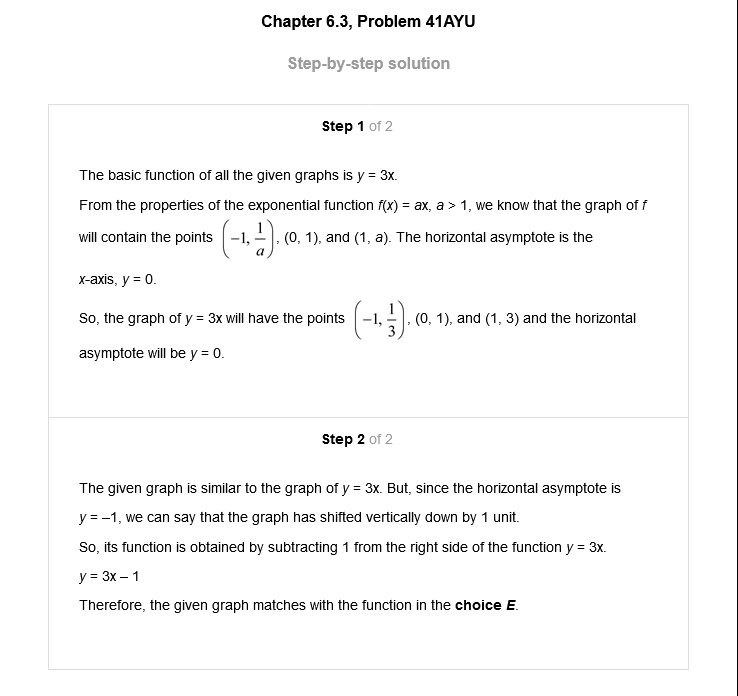 Chapter 6.3, Problem 41AYU
Step-by-step solution
Step 1 of 2
The basic function of all the given graphs is y = 3x.
From the properties of the exponential function f(x) = ax, a > 1, we know that the graph of f
will contain the points (−1, 1/a), (0, 1), and (1, a). The horizontal asymptote is the
x-axis, y = 0.
So, the graph of y = 3x will have the points (−1, 1/3), (0, 1), and (1, 3) and the horizontal
asymptote will be y = 0.
Step 2 of 2
The given graph is similar to the graph of y = 3x. But, since the horizontal asymptote is
y = –1, we can say that the graph has shifted vertically down by 1 unit.
So, its function is obtained by subtracting 1 from the right side of the function y = 3x.
y = 3x – 1
Therefore, the given graph matches with the function in the choice E.